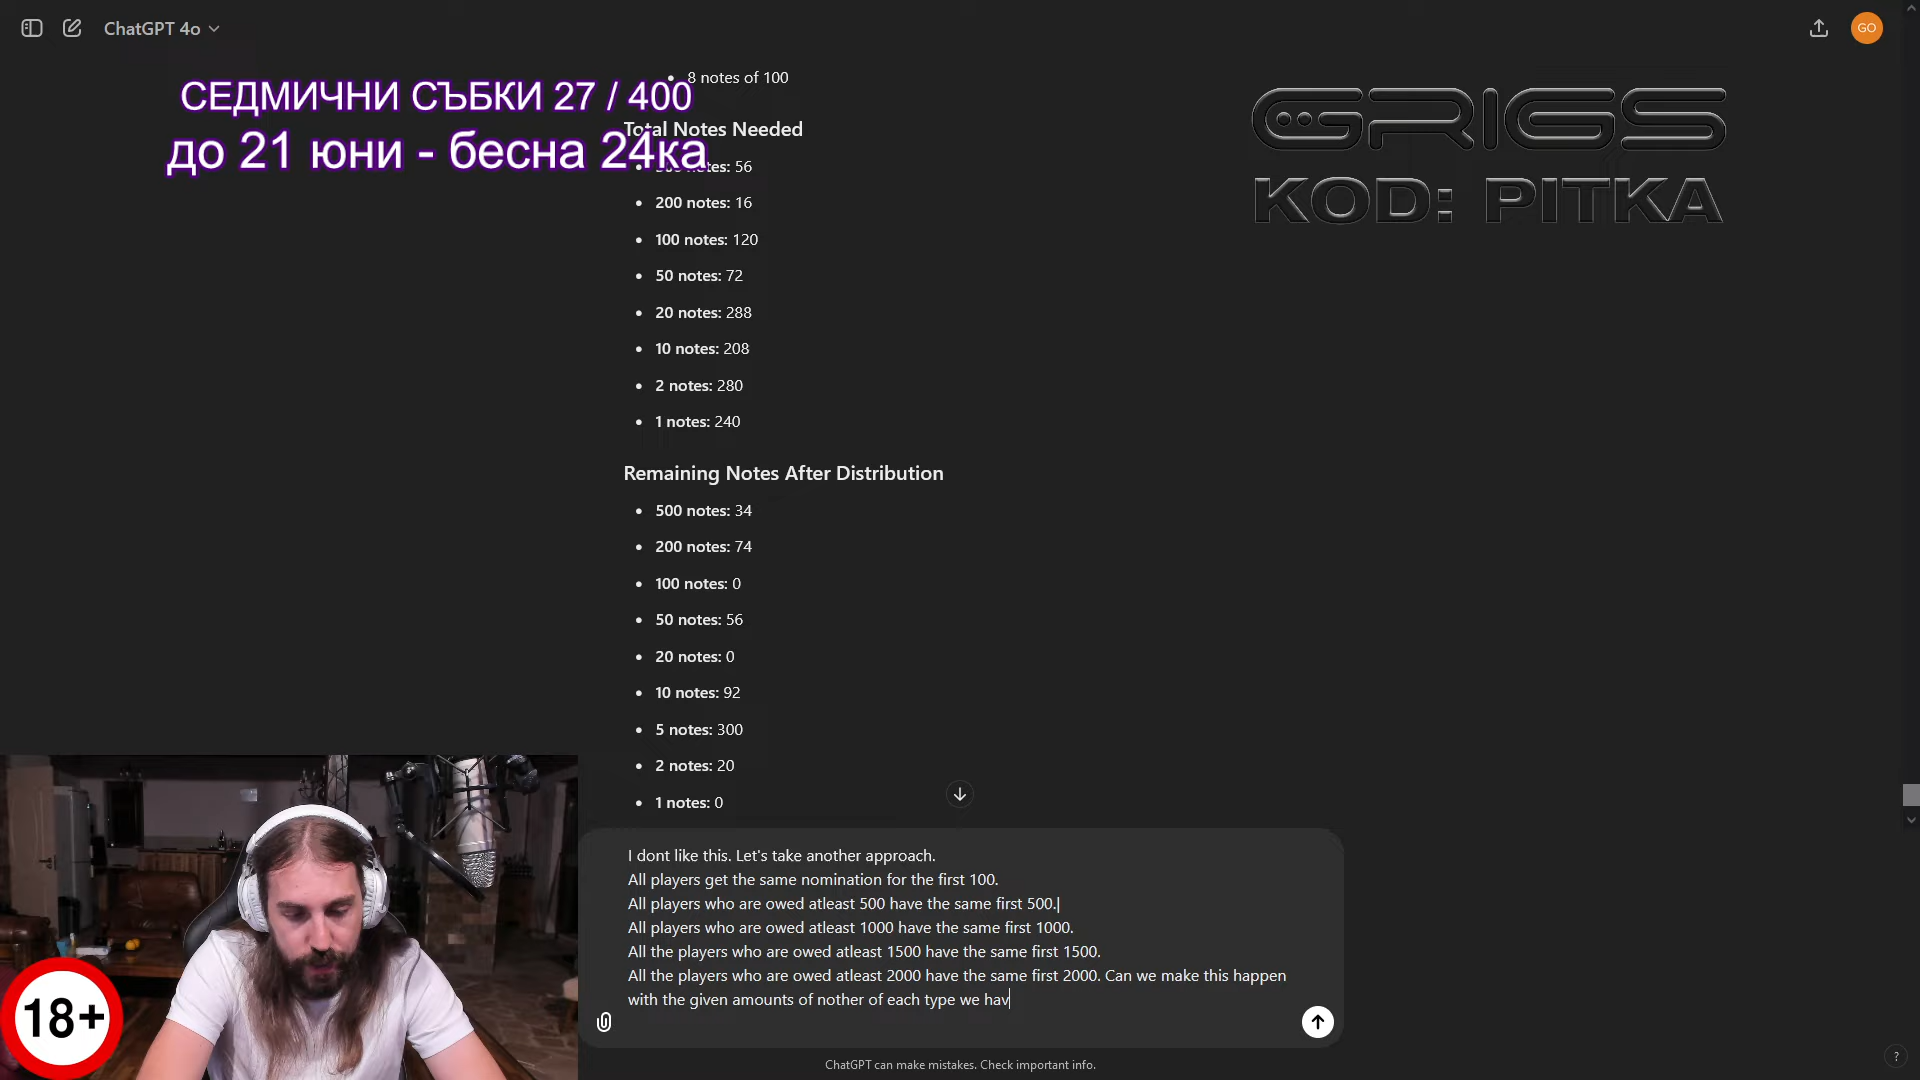 ChatGPT 4o
GO
СЕДМИЧНИ СЪБКИ 27 / 400
до 21 юни - бесна 24ка
GRIGS
KOD: PITKA
8 notes of 100
Total Notes Needed
56
200 notes: 16
100 notes: 120
50 notes: 72
20 notes: 288
10 notes: 208
2 notes: 280
1 notes: 240
Remaining Notes After Distribution
500 notes: 34
200 notes: 74
100 notes: 0
50 notes: 56
20 notes: 0
10 notes: 92
5 notes: 300
2 notes: 20
1 notes: 0
I dont like this. Let's take another approach.
All players get the same nomination for the first 100.
All players who are owed atleast 500 have the same first 500.
All players who are owed atleast 1000 have the same first 1000.
All the players who are owed atleast 1500 have the same first 1500.
All the players who are owed atleast 2000 have the same first 2000. Can we make this happen
with the given amounts of nother of each type we hav
18+
ChatGPT can make mistakes. Check important info.
?